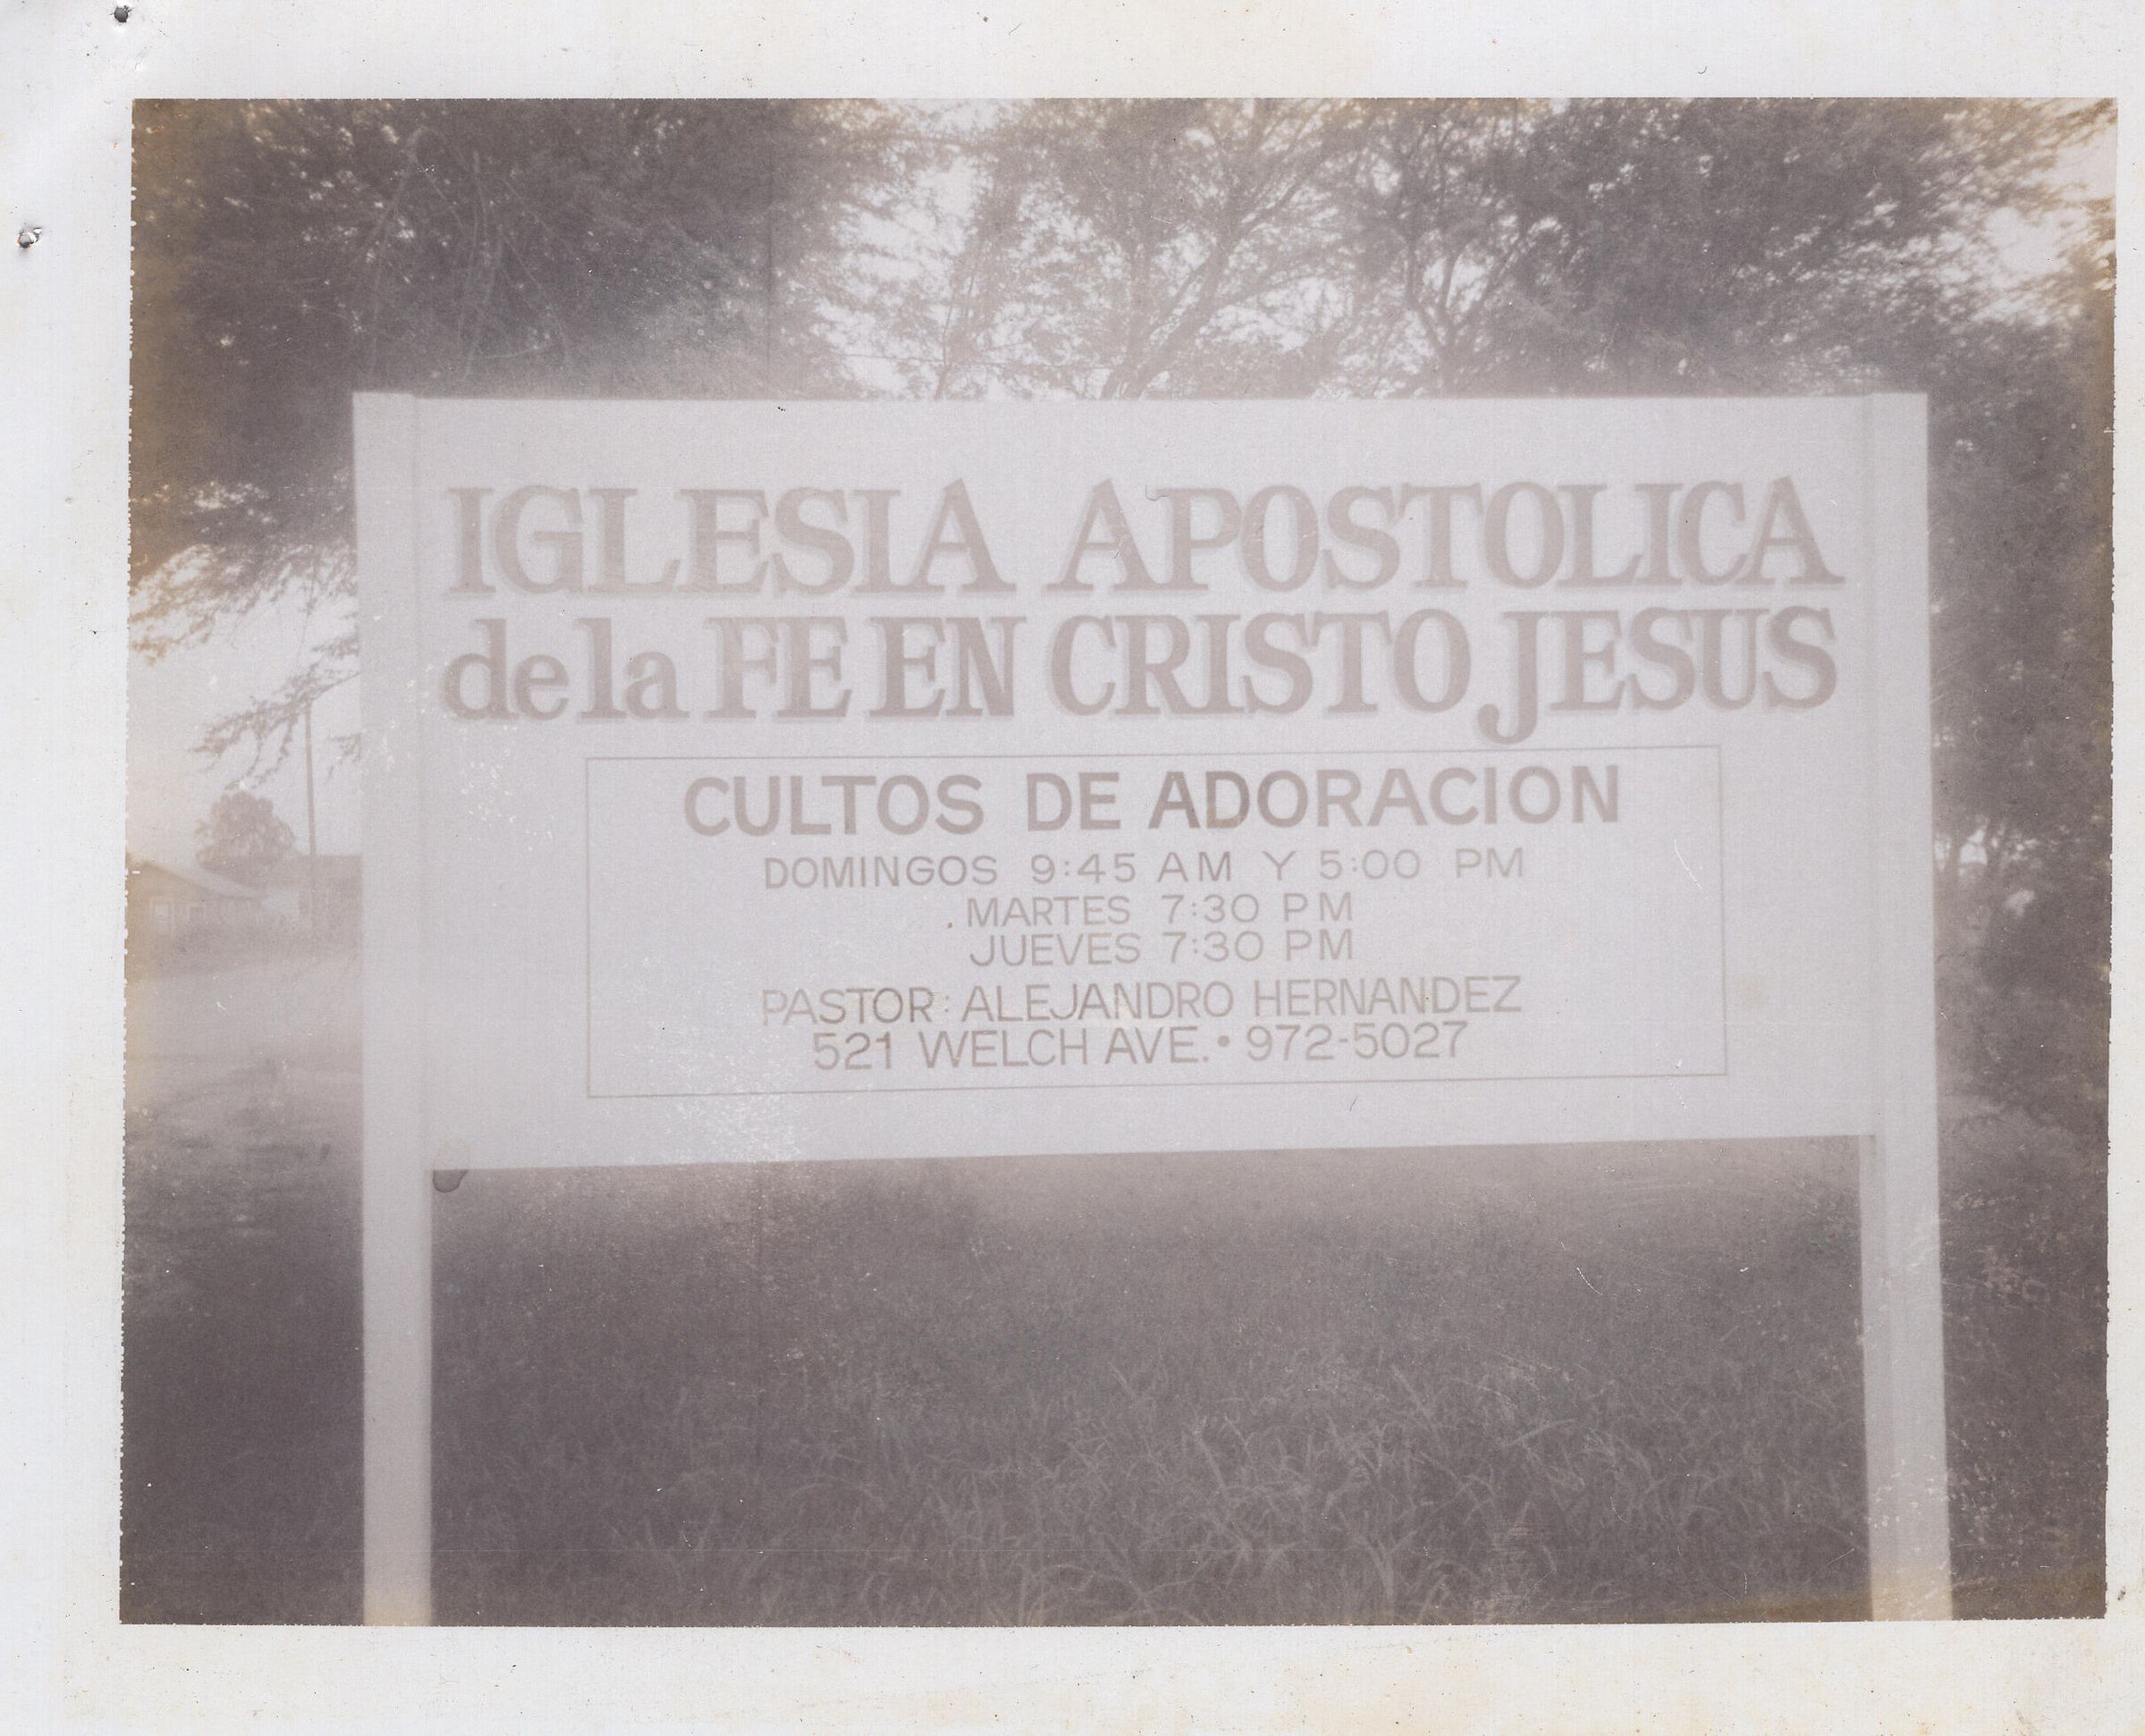 IGLESIA APOSTOLICA
de la FE EN CRISTO JESUS
CULTOS DE ADORACION
DOMINGOS 9:45 AM Y 5:00 PM
MARTES 7:30 PM
JUEVES 7:30 PM
PASTOR: ALEJANDRO HERNANDEZ
521 WELCH AVE. • 972-5027